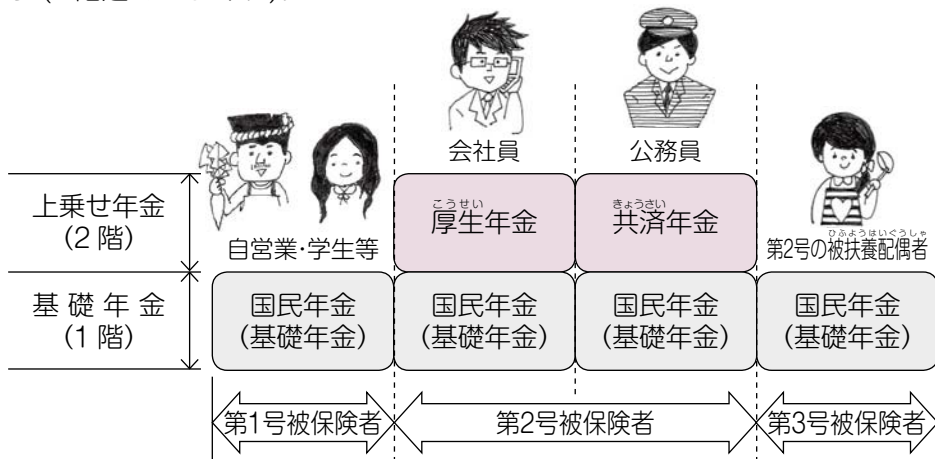 会社員
公務員
上乗せ年金
(2階)
自営業・学生等
こうせい
厚生年金
きょうさい
共済年金
ひふようはいぐうしゃ
第2号の被扶養配偶者
基礎年金
(1階)
国民年金
(基礎年金)
国民年金
(基礎年金)
国民年金
(基礎年金)
国民年金
(基礎年金)
第1号被保険者
第2号被保険者
第3号被保険者